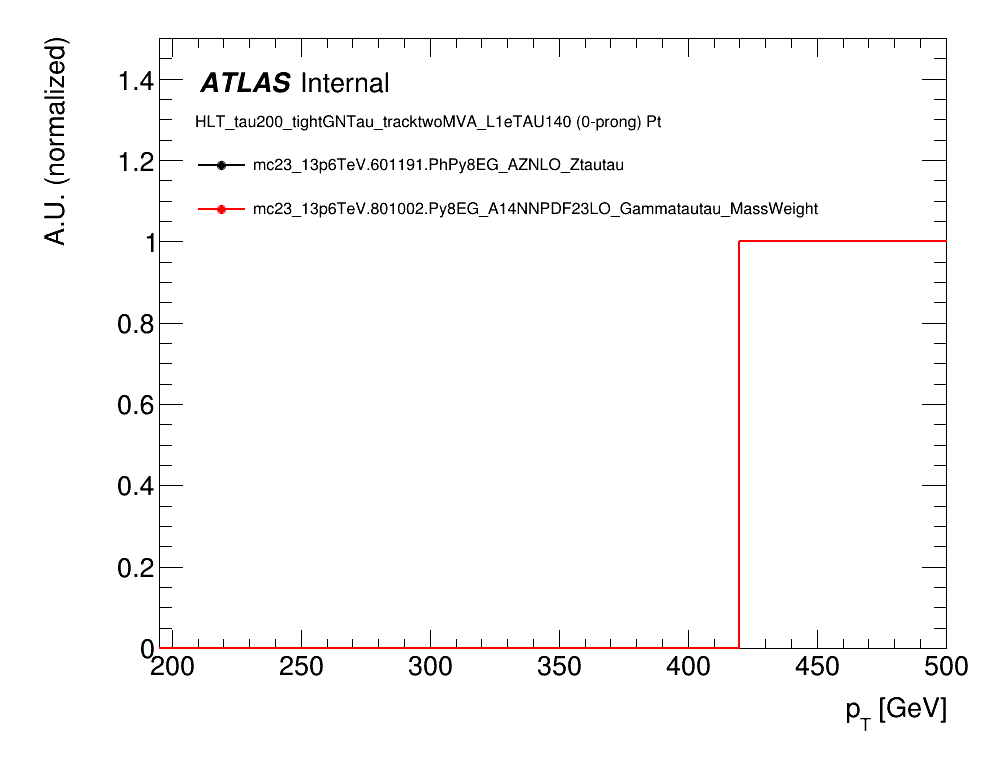 A.U. (normalized)
ATLAS Internal
HLT_tau200_tightGNTau_tracktwoMVA_L1eTAU140 (0-prong) Pt
mc23_13p6TeV.601191.PhPy8EG_AZNLO_Ztautau
mc23_13p6TeV.801002.Py8EG_A14NNPDF23LO_Gammatautau_MassWeight
1.4
1.2
1
0.8
0.6
0.4
0.2
0
200 250 300 350 400 450 500
pT [GeV]